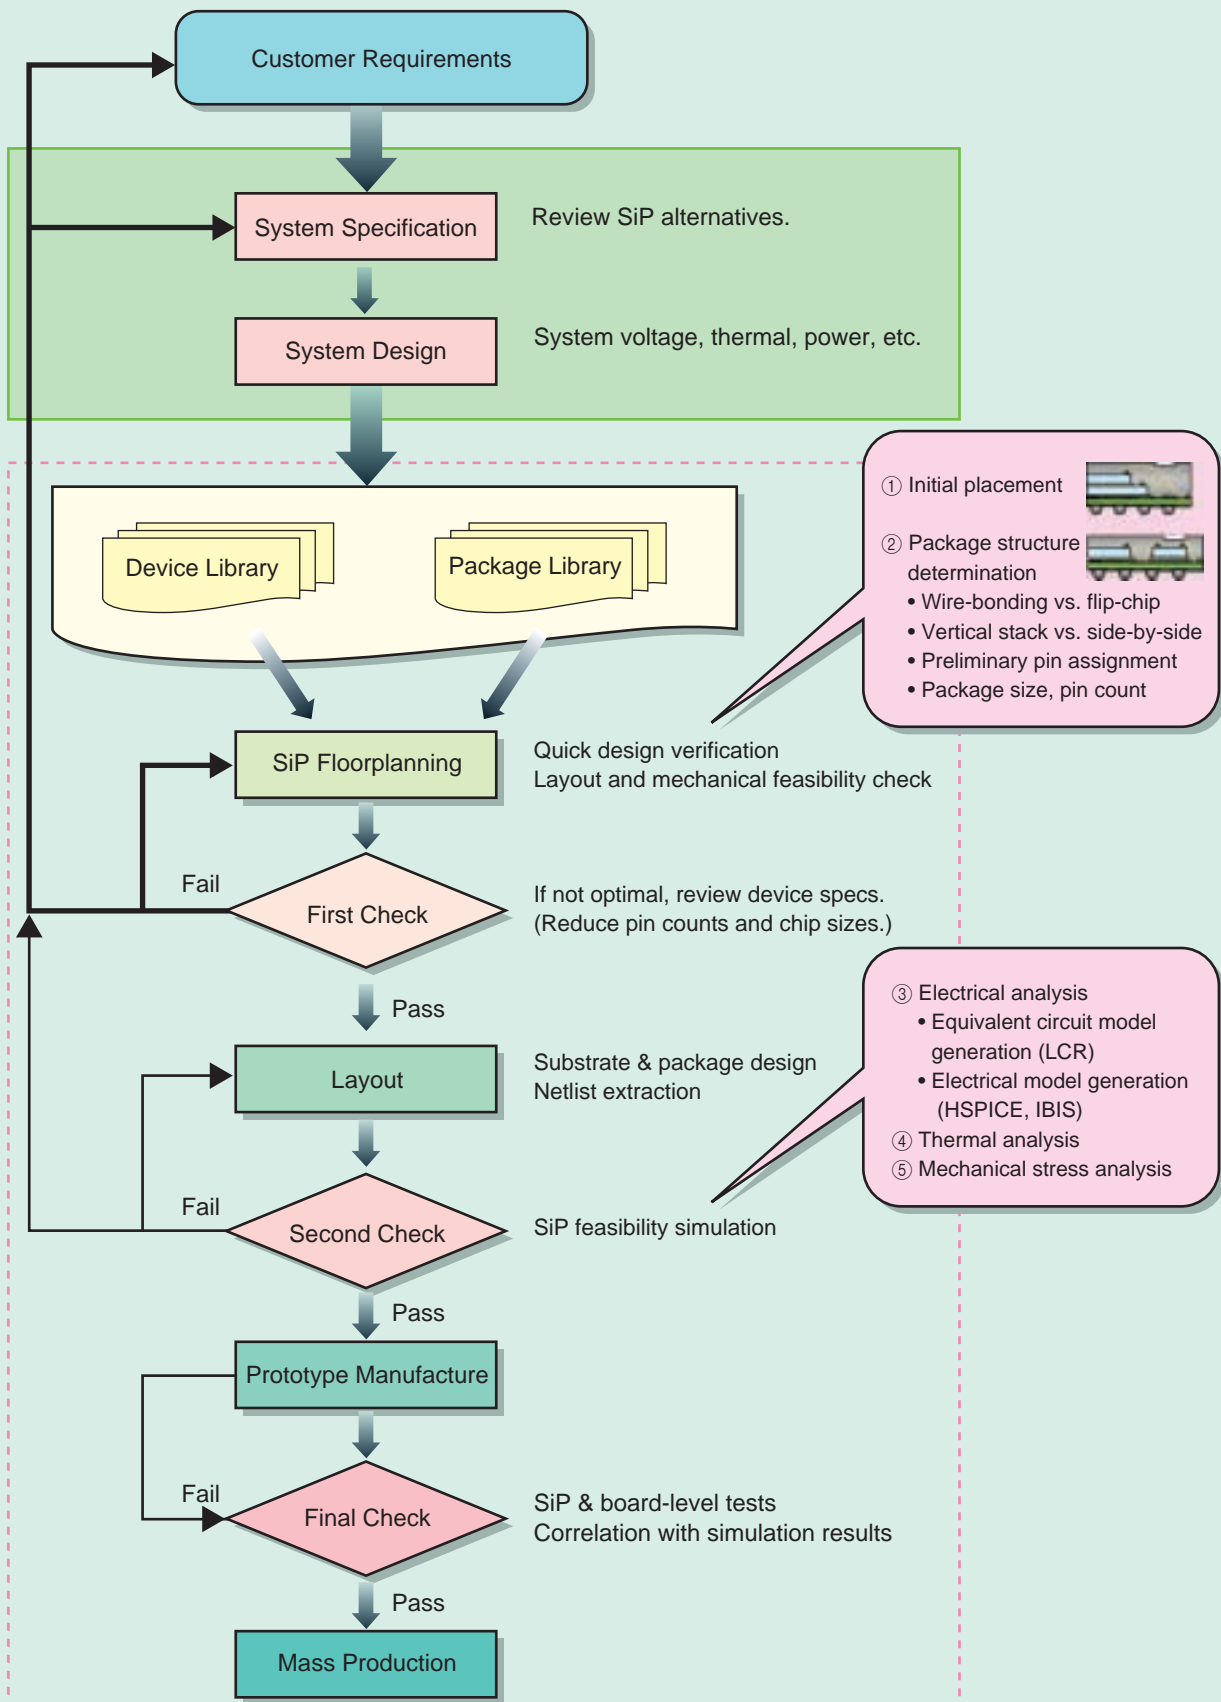 Customer Requirements
System Specification
Review SiP alternatives.
System Design
System voltage, thermal, power, etc.
① Initial placement
② Package structure
determination
• Wire-bonding vs. flip-chip
• Vertical stack vs. side-by-side
• Preliminary pin assignment
• Package size, pin count
Device Library
Package Library
SiP Floorplanning
Quick design verification
Layout and mechanical feasibility check
Fail
First Check
If not optimal, review device specs.
(Reduce pin counts and chip sizes.)
Pass
③ Electrical analysis
• Equivalent circuit model
generation (LCR)
• Electrical model generation
(HSPICE, IBIS)
④ Thermal analysis
⑤ Mechanical stress analysis
Layout
Substrate & package design
Netlist extraction
Fail
Second Check
SiP feasibility simulation
Pass
Prototype Manufacture
Fail
Final Check
SiP & board-level tests
Correlation with simulation results
Pass
Mass Production